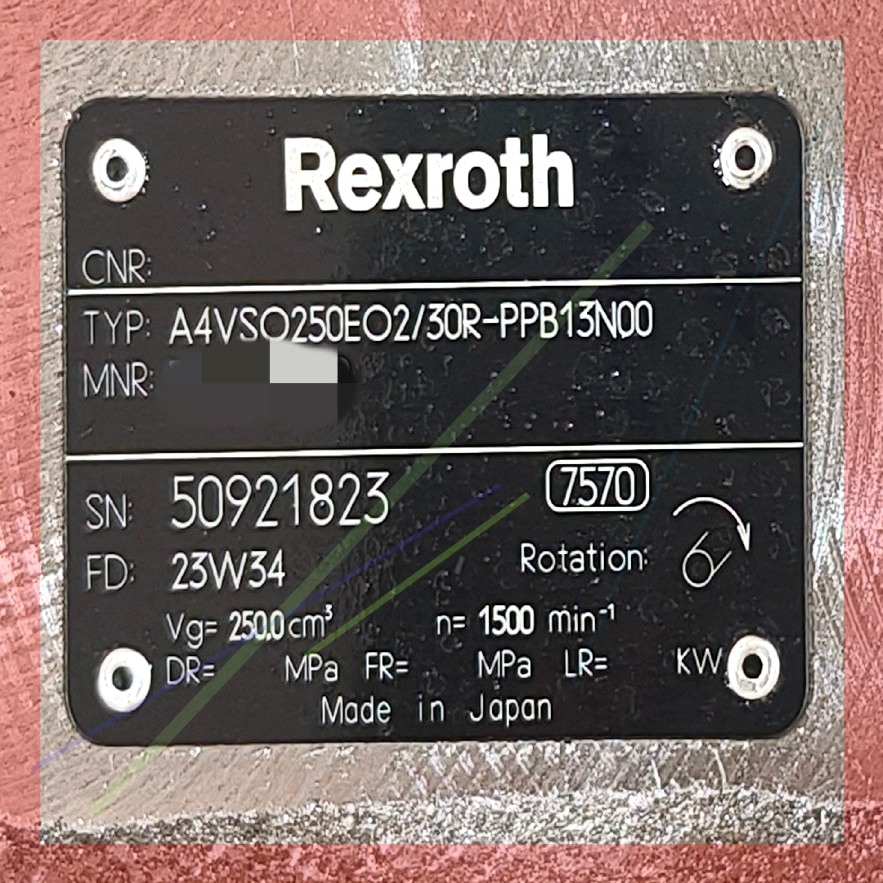 Rexroth
CNR:
TYP: A4VSO250EO2/30R-PPB13N00
MNR:
SN: 50921823 7570
FD: 23W34 Rotation:
Vg= 250.0 cm³ n= 1500 min⁻¹
DR= MPa FR= MPa LR= KW
Made in Japan